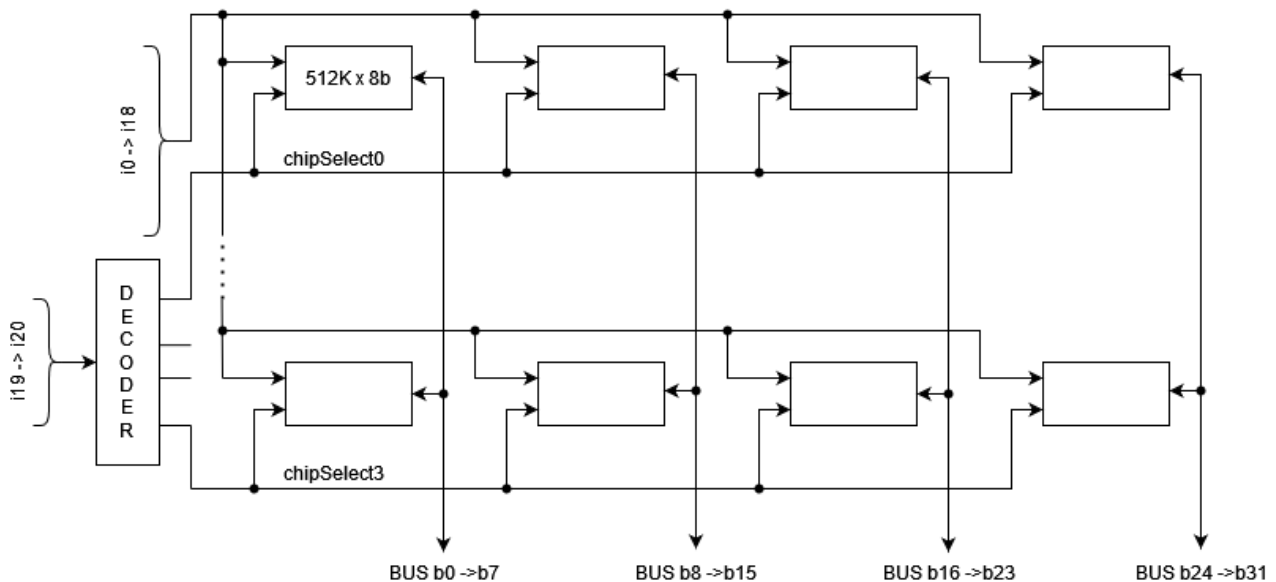 512K x 8b
i0 -> i18
chipSelect0
D
E
C
O
D
E
R
i19 -> i20
chipSelect3
BUS b0 ->b7
BUS b8 ->b15
BUS b16 ->b23
BUS b24 ->b31